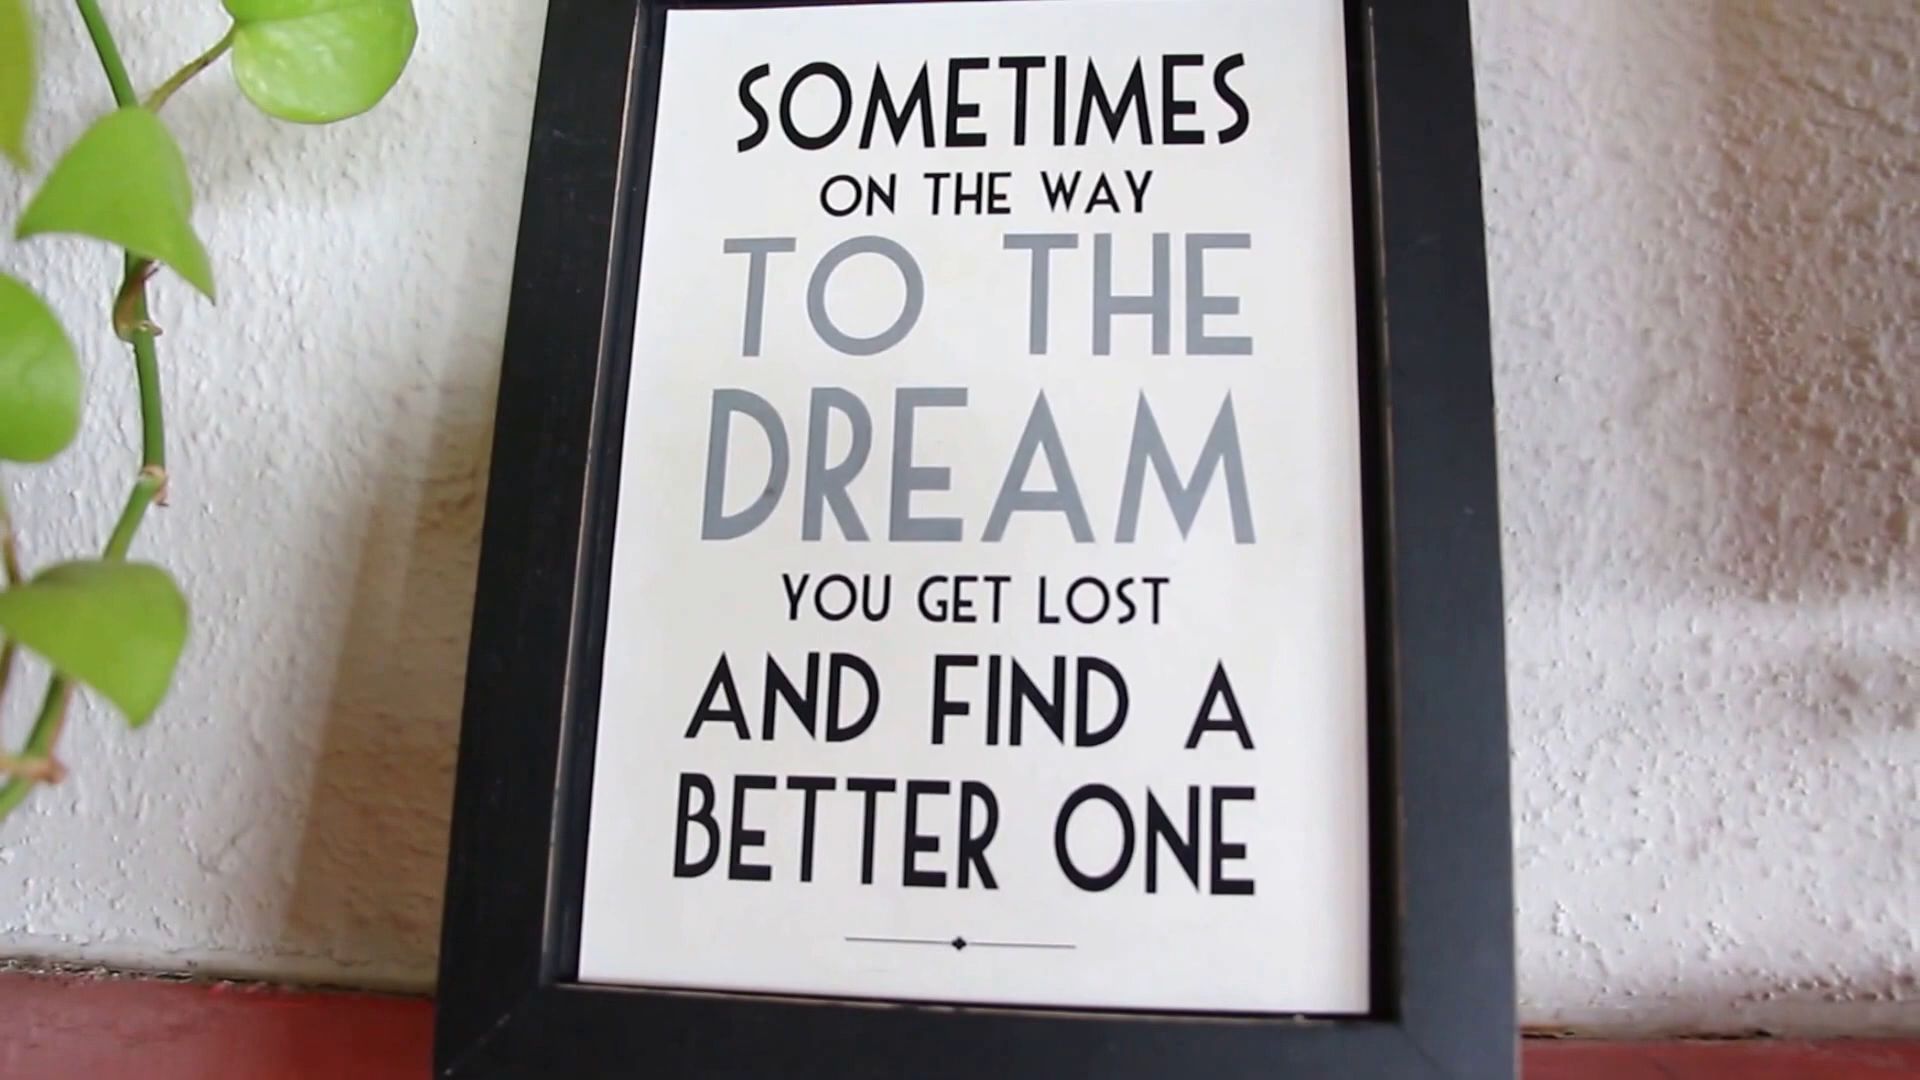 SOMETIMES
ON THE WAY
TO THE
DREAM
YOU GET LOST
AND FIND A
BETTER ONE